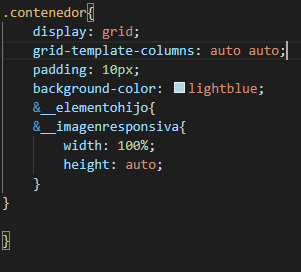 .contenedor{
display: grid;
grid-template-columns: auto auto;
padding: 10px;
background-color: lightblue;
&__elementohijo{
&__imagenresponsiva{
width: 100%;
height: auto;
}
}
}